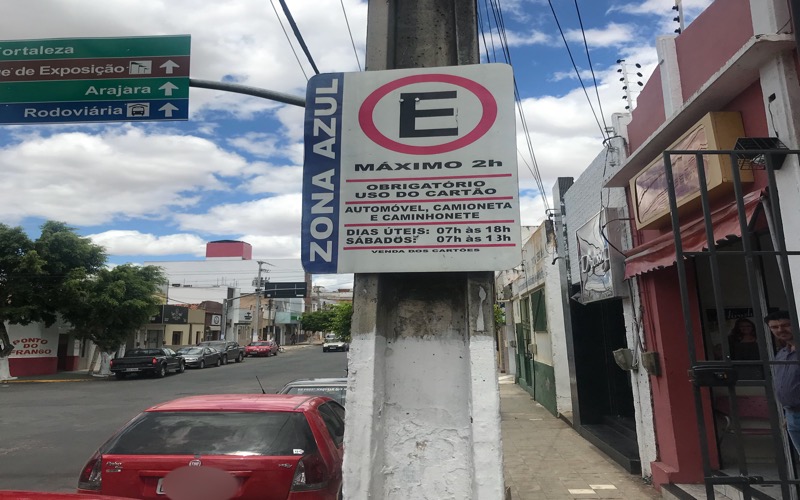 Fortaleza
e de Exposição
Arajara
Rodoviária
ZONA AZUL
E
MÁXIMO 2h
OBRIGATÓRIO
USO DO CARTÃO
AUTOMÓVEL, CAMIONETA
E CAMINHONETE
DIAS ÚTEIS: 07h às 18h
SÁBADOS: 07h às 13h
VENDA DOS CARTÕES
PONTO
DO
FRANGO